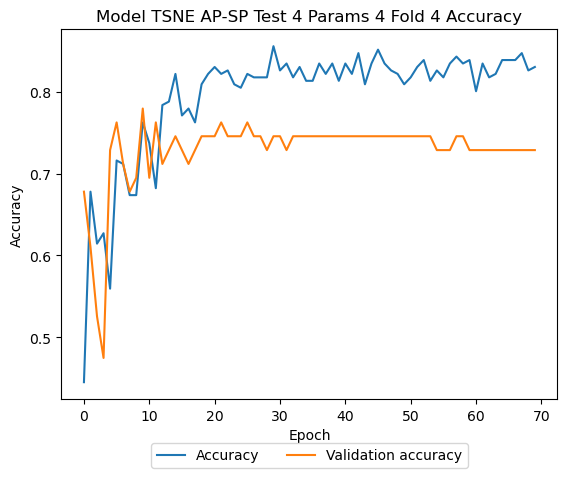 Model TSNE AP-SP Test 4 Params 4 Fold 4 Accuracy
Accuracy
0.8
0.7
0.6
0.5
0 10 20 30 40 50 60 70
Epoch
Accuracy Validation accuracy